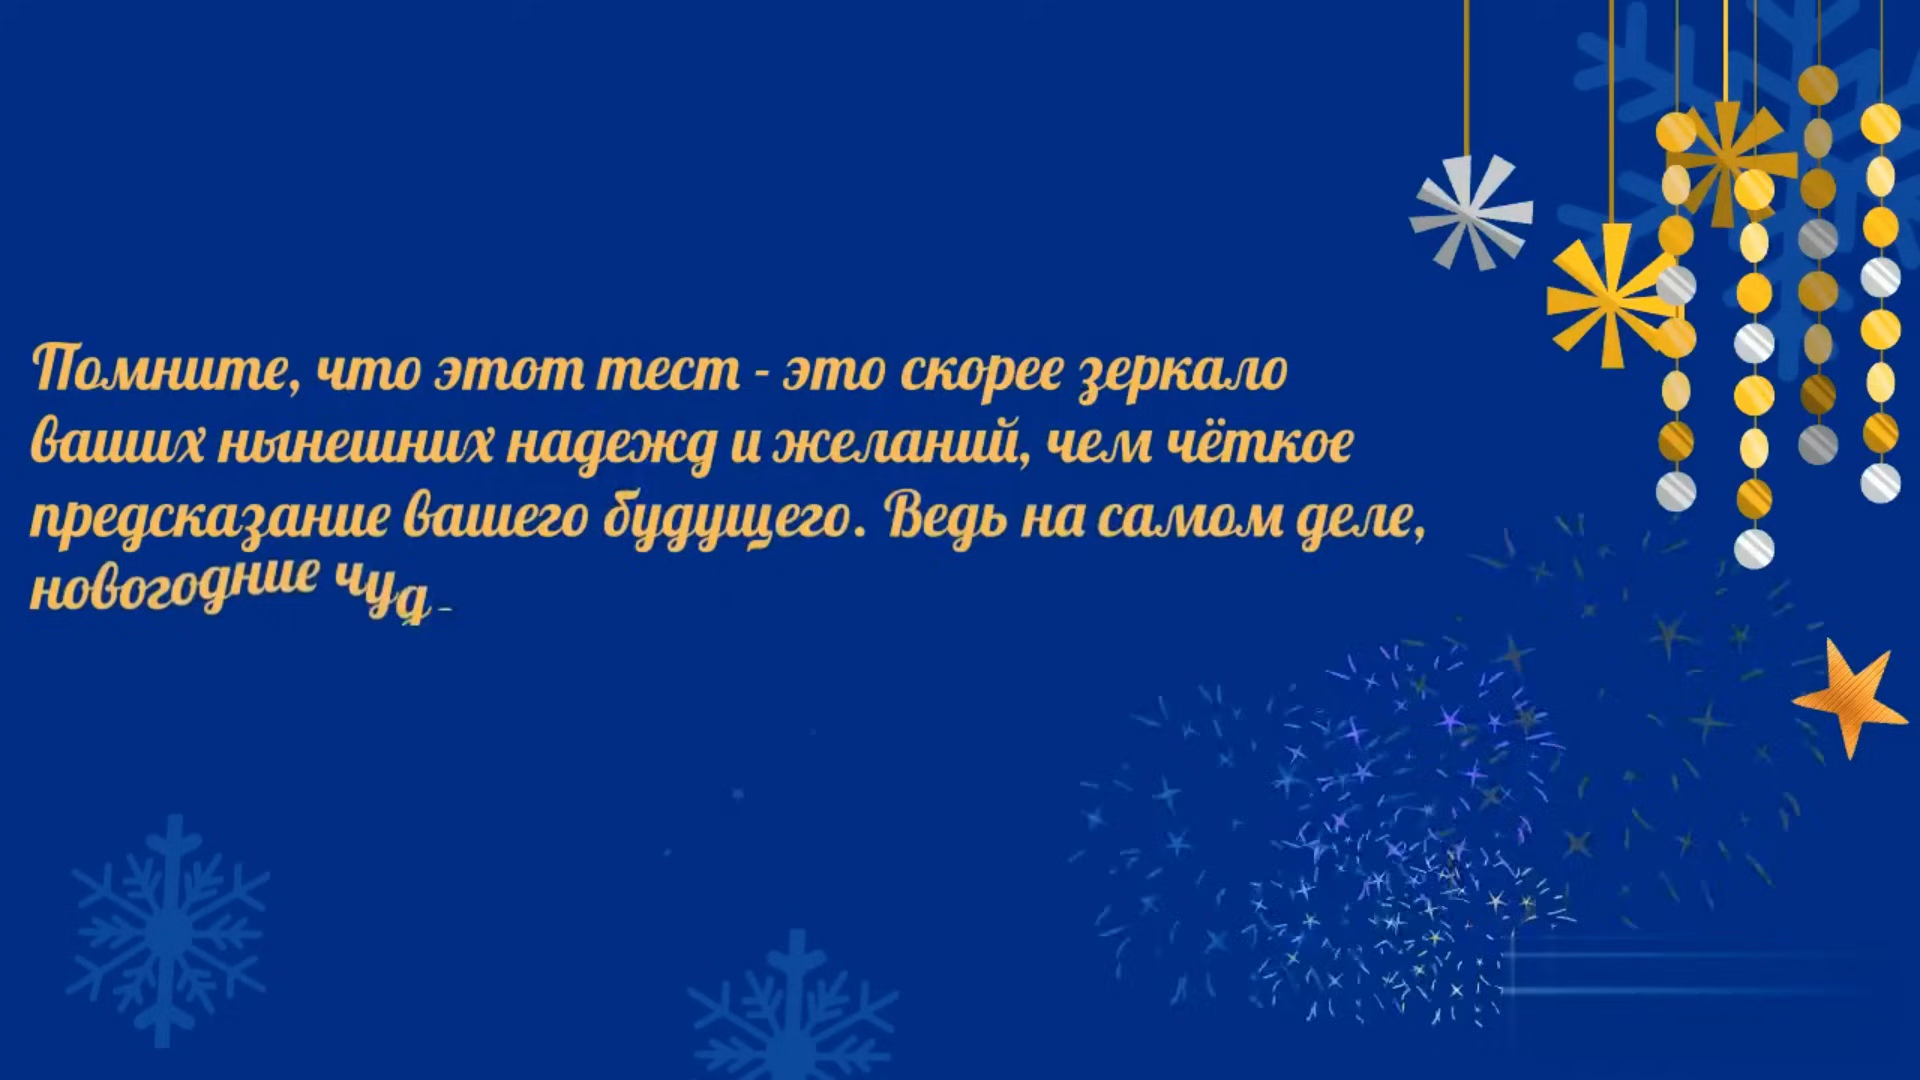 Помните, что этот тест - это скорее зеркало
ваших нынешних надежд и желаний, чем чёткое
предсказание вашего будущего. Ведь на самом деле,
новогодние чуд